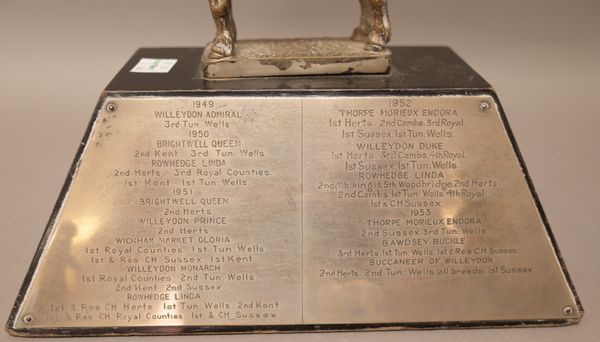 1949
WILLEYDON ADMIRAL
3rd Tun. Wells
1950
BRIGHTWELL QUEEN
2nd Kent 3rd Tun. Wells
ROWHEDGE LINDA
2nd Herts 3rd Royal Counties
1st Kent 1st Tun: Wells
1951
BRIGHTWELL QUEEN
2nd Herts
WILLEYDON PRINCE
2nd Herts
WICKHAM MARKET GLORIA
1st Royal Counties 1st Tun: Wells
1st & Res CH Sussex 1st Kent
WILLEYDON MONARCH
1st Royal Counties 2nd Tun: Wells
2nd Kent 2nd Sussex
ROWHEDGE LINDA
1st & Res CH. Herts 1st Tun: Wells 2nd Kent
1st & Res CH. Royal Counties 1st & CH Sussex
1952
THORPE MORIEUX ENDORA
1st Herts. 2nd Cambs. 3rd Royal.
1st Sussex. 1st Tun: Wells.
WILLEYDON DUKE
1st Herts. 3rd Cambs. 4th Royal.
1st Sussex. 1st Tun: Wells.
ROWHEDGE LINDA
2nd (Walking) & 5th Woodbridge 2nd Herts.
2nd Cambs 1st Tun: Wells 4th Royal.
1st & CH Sussex
1953
THORPE MORIEUX ENDORA
2nd Sussex 3rd Tun: Wells.
BAWDSEY BUCKLE
3rd Herts. 1st Tun: Wells. 1st & Res CH Sussex.
BUCCANEER OF WILLEYDON
2nd Herts. 2nd Tun: Wells (all breeds) 1st Sussex